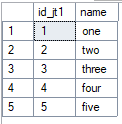 id_jt1 name
1 1 one
2 2 two
3 3 three
4 4 four
5 5 five